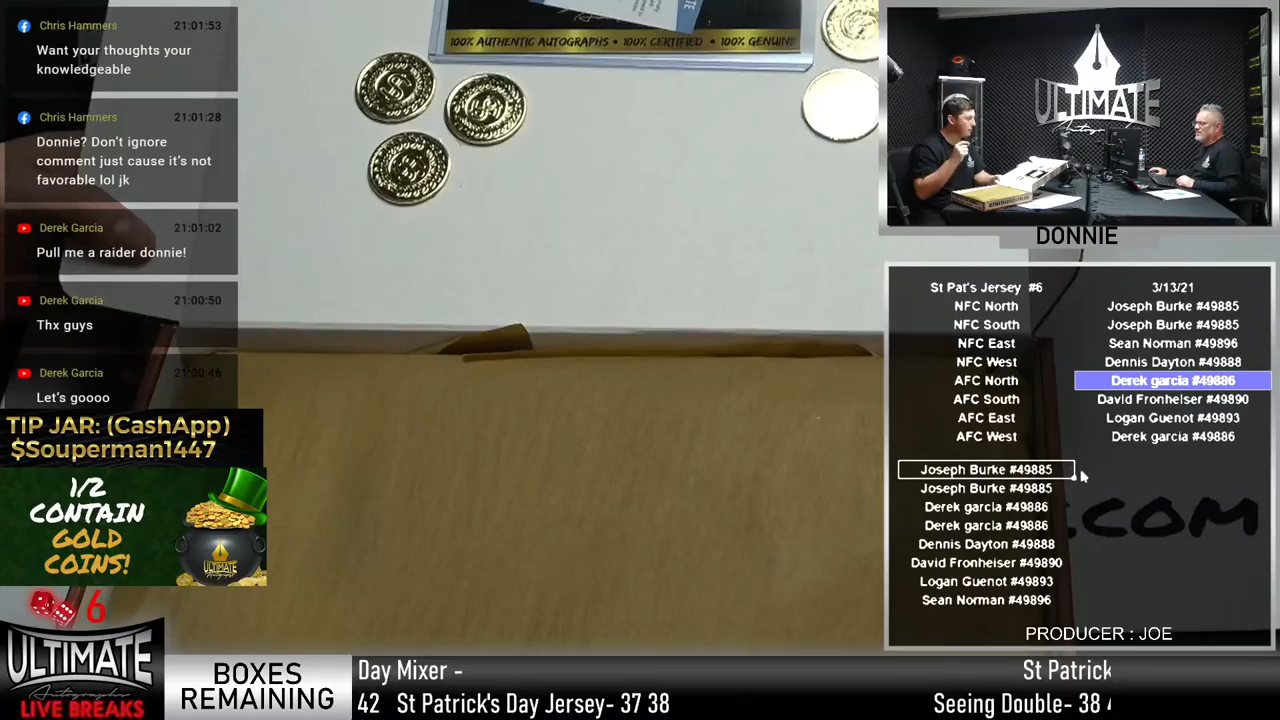 Chris Hammers 21:01:53
Want your thoughts your
knowledgeable
Chris Hammers 21:01:28
Donnie? Don't ignore
comment just cause it's not
favorable lol jk
Derek Garcia 21:01:02
Pull me a raider donnie!
Derek Garcia 21:00:50
Thx guys
Derek Garcia 21:00:46
Let's goooo
TIP JAR: (CashApp)
$Souperman1447
1/2
CONTAIN
GOLD
COINS!
ULTIMATE
6
ULTIMATE
Autographs
LIVE BREAKS
100% AUTHENTIC AUTOGRAPHS • 100% CERTIFIED • 100% GENUINE
ULTIMATE
DONNIE
St Pat's Jersey #6 3/13/21
NFC North Joseph Burke #49885
NFC South Joseph Burke #49885
NFC East Sean Norman #49896
NFC West Dennis Dayton #49888
AFC North Derek garcia #49886
AFC South David Fronheiser #49890
AFC East Logan Guenot #49893
AFC West Derek garcia #49886
Joseph Burke #49885
Joseph Burke #49885
Derek garcia #49886
Derek garcia #49886
Dennis Dayton #49888
David Fronheiser #49890
Logan Guenot #49893
Sean Norman #49896
.COM
PRODUCER : JOE
BOXES
REMAINING
Day Mixer - St Patrick
42 St Patrick's Day Jersey- 37 38 Seeing Double- 38